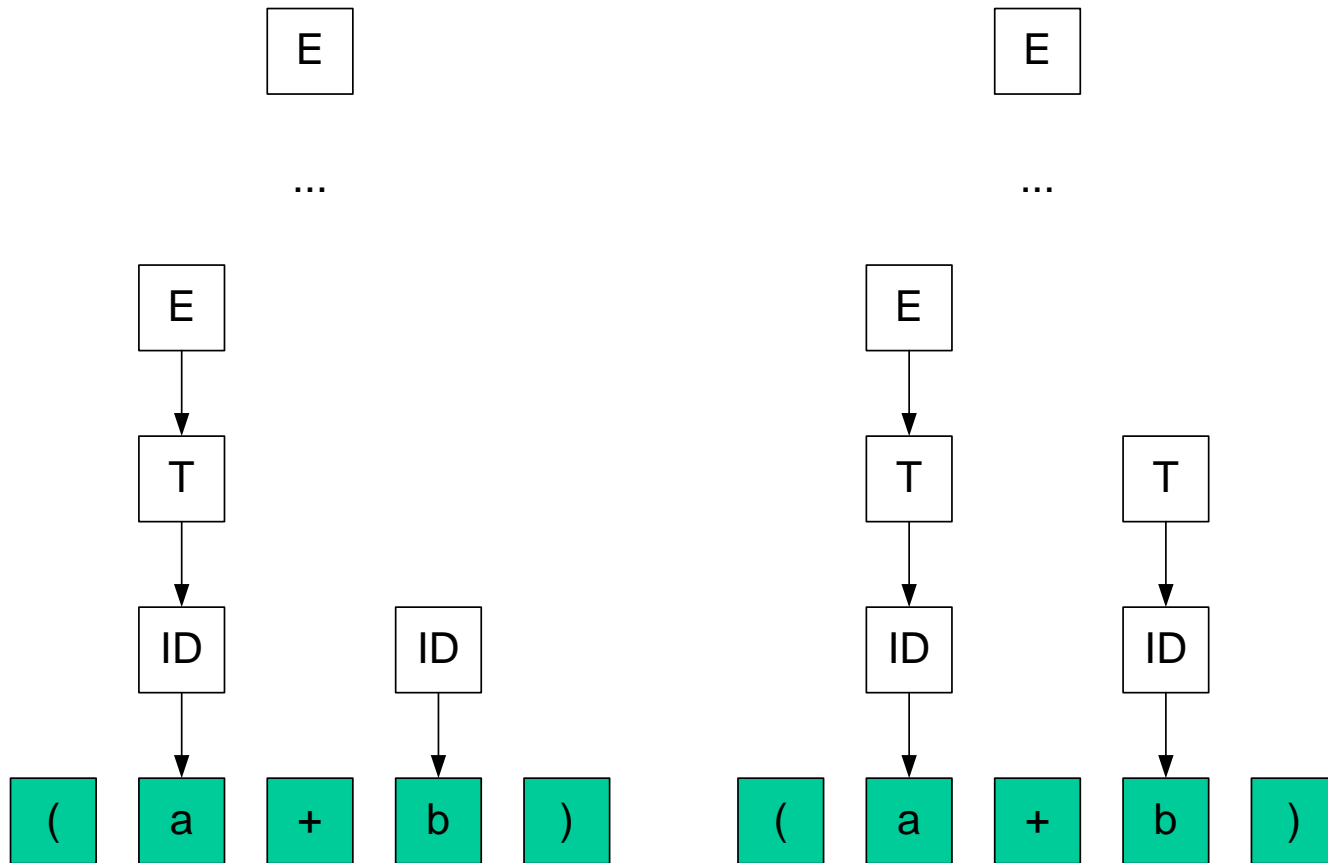 E E
... ...
E E
T T T
ID ID ID ID
( a + b ) ( a + b )